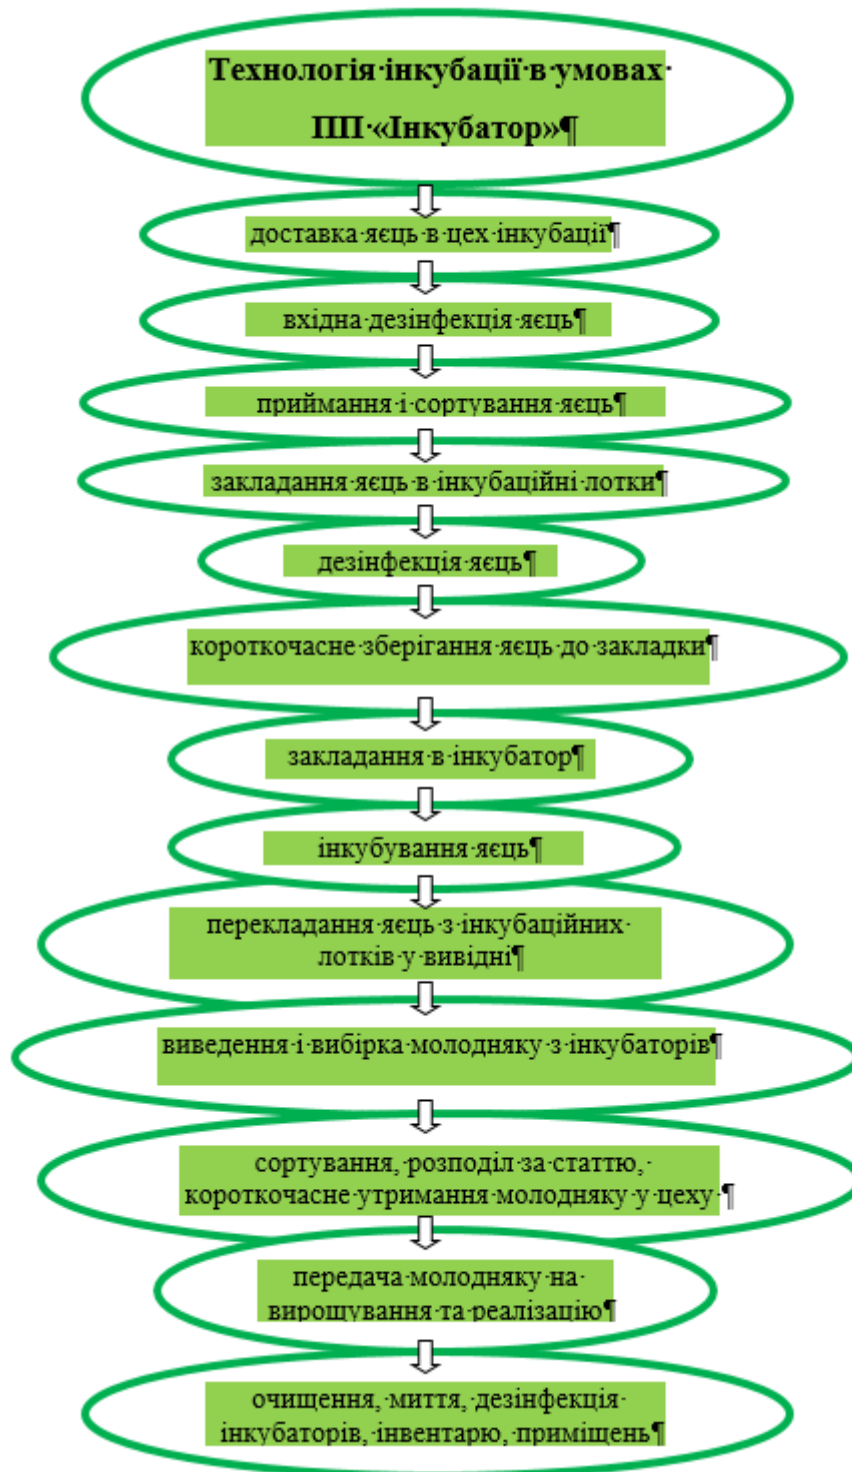 Технологія інкубації в умовах
ПП «Інкубатор»¶
доставка яєць в цех інкубації¶
вхідна дезінфекція яєць¶
приймання і сортування яєць¶
закладання яєць в інкубаційні лотки¶
дезінфекція яєць¶
короткочасне зберігання яєць до закладки¶
закладання в інкубатор¶
інкубування яєць¶
перекладання яєць з інкубаційних
лотків у вивідні¶
виведення і вибірка молодняку з інкубаторів¶
сортування, розподіл за статтю,
короткочасне утримання молодняку у цеху ¶
передача молодняку на
вирощування та реалізацію¶
очищення, миття, дезінфекція
інкубаторів, інвентарю, приміщень¶